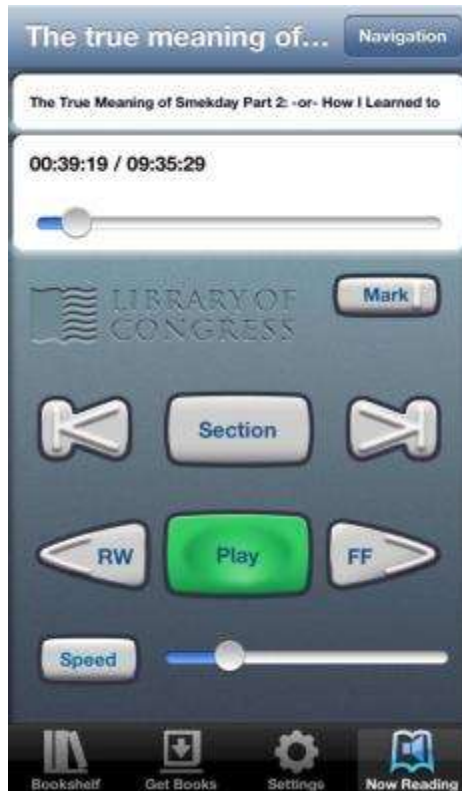 The true meaning of...
Navigation
The True Meaning of Smekday Part 2: -or- How I Learned to
00:39:19 / 09:35:29
LIBRARY OF
CONGRESS
Mark
Section
RW
Play
FF
Speed
Bookshelf
Get Books
Settings
Now Reading